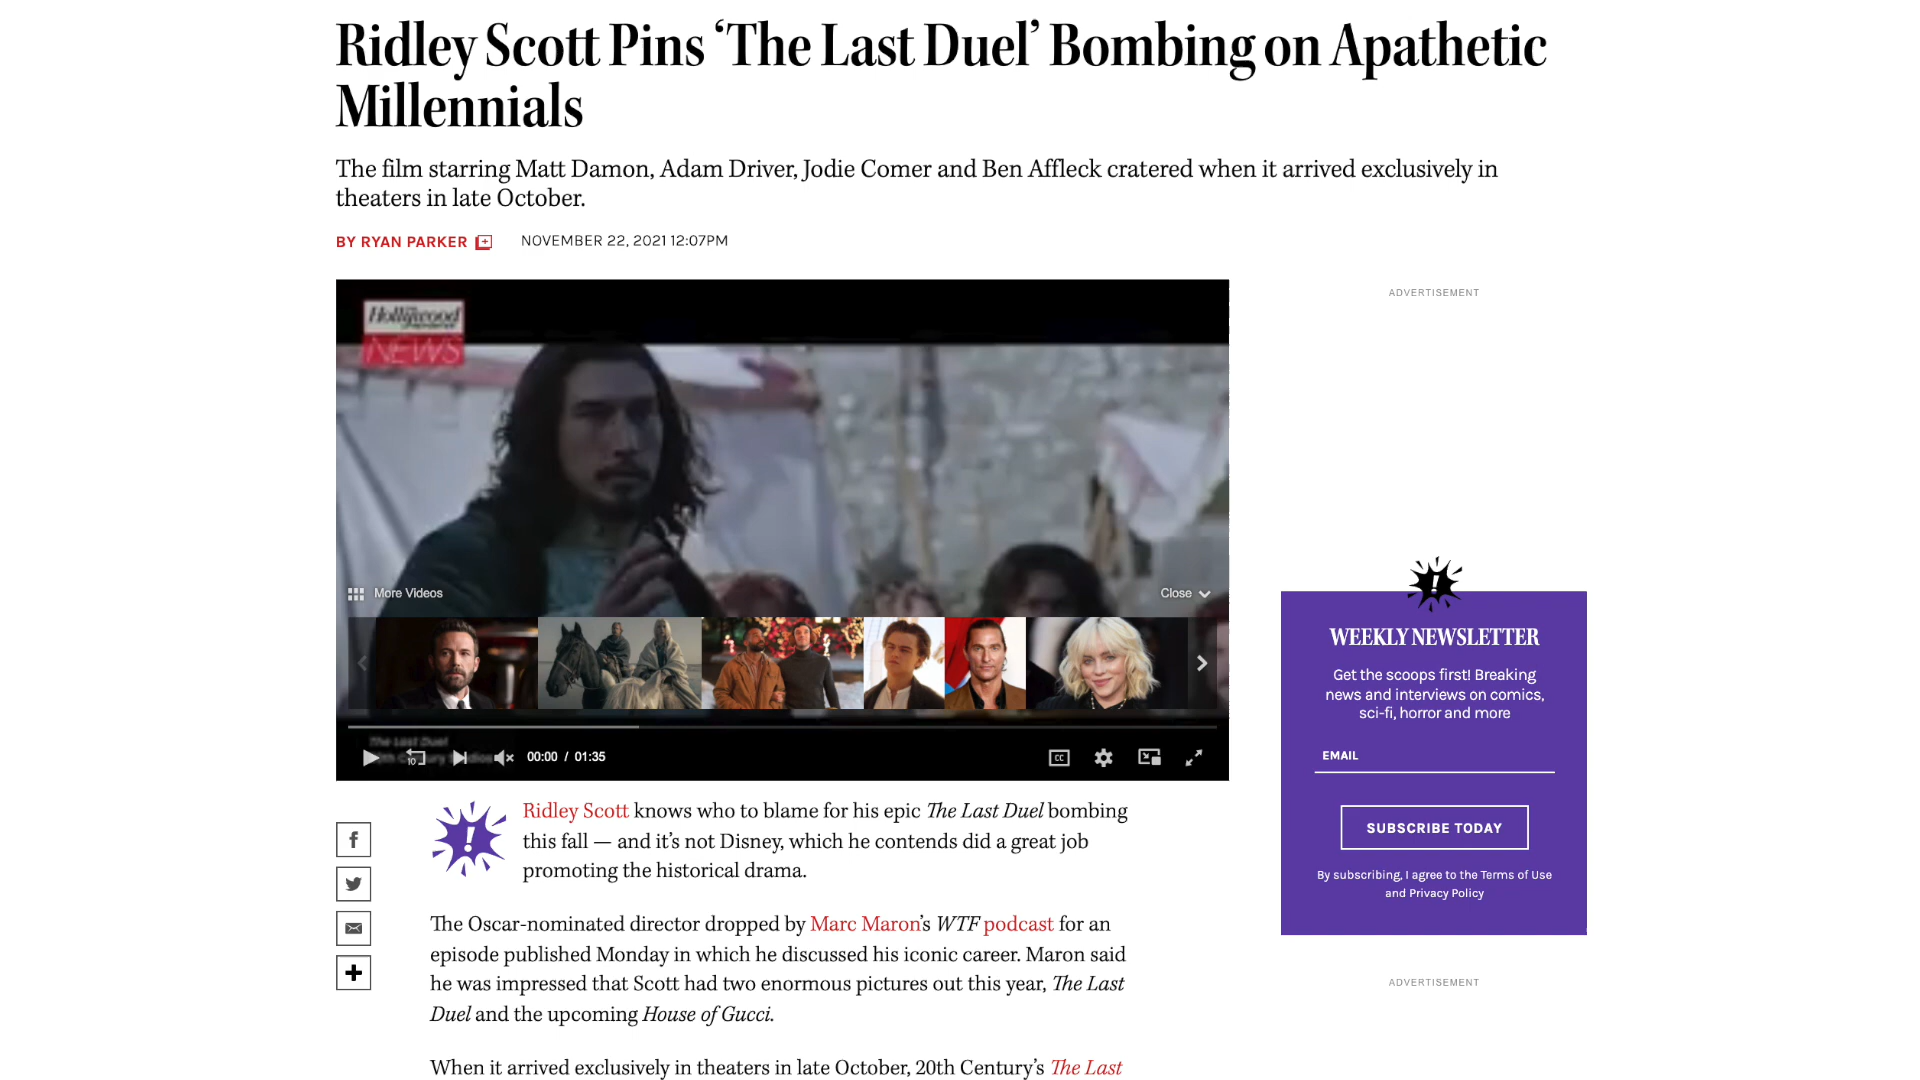 Ridley Scott Pins ‘The Last Duel’ Bombing on Apathetic
Millennials
The film starring Matt Damon, Adam Driver, Jodie Comer and Ben Affleck cratered when it arrived exclusively in
theaters in late October.
BY RYAN PARKER
NOVEMBER 22, 2021 12:07PM
Hollywood
NEWS
More Videos
Close
The Last Duel
10
00:00 / 01:35
CC
ADVERTISEMENT
WEEKLY NEWSLETTER
Get the scoops first! Breaking
news and interviews on comics,
sci-fi, horror and more
EMAIL
SUBSCRIBE TODAY
By subscribing, I agree to the Terms of Use
and Privacy Policy
ADVERTISEMENT
Ridley Scott knows who to blame for his epic The Last Duel bombing
this fall — and it’s not Disney, which he contends did a great job
promoting the historical drama.
The Oscar-nominated director dropped by Marc Maron’s WTF podcast for an
episode published Monday in which he discussed his iconic career. Maron said
he was impressed that Scott had two enormous pictures out this year, The Last
Duel and the upcoming House of Gucci.
When it arrived exclusively in theaters in late October, 20th Century’s The Last